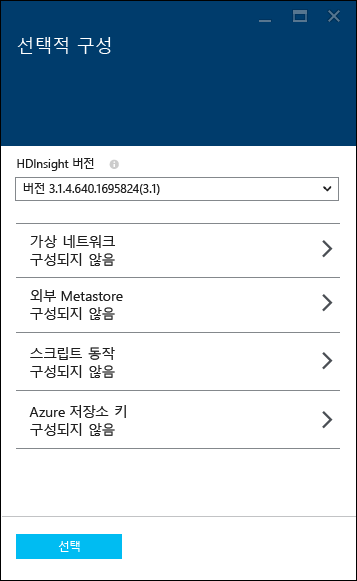 선택적 구성
HDInsight 버전
버전 3.1.4.640.1695824(3.1)
가상 네트워크
구성되지 않음
외부 Metastore
구성되지 않음
스크립트 동작
구성되지 않음
Azure 저장소 키
구성되지 않음
선택